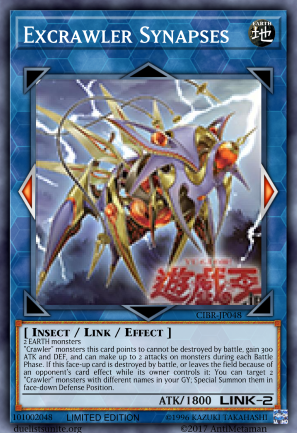 EXCRAWLER SYNAPSES
EARTH
地
遊戯王
CIBR-JP048
[ INSECT / LINK / EFFECT ]
2 EARTH monsters
"Crawler" monsters this card points to cannot be destroyed by battle, gain 300
ATK and DEF, and can make up to 2 attacks on monsters during each Battle
Phase. If this face-up card is destroyed by battle, or leaves the field because of
an opponent's card effect while its owner controls it: You can target 2
"Crawler" monsters with different names in your GY; Special Summon them in
face-down Defense Position.
ATK/1800 LINK-2
101002048 LIMITED EDITION
©1996 KAZUKI TAKAHASHI
©2017 AntiMetaman